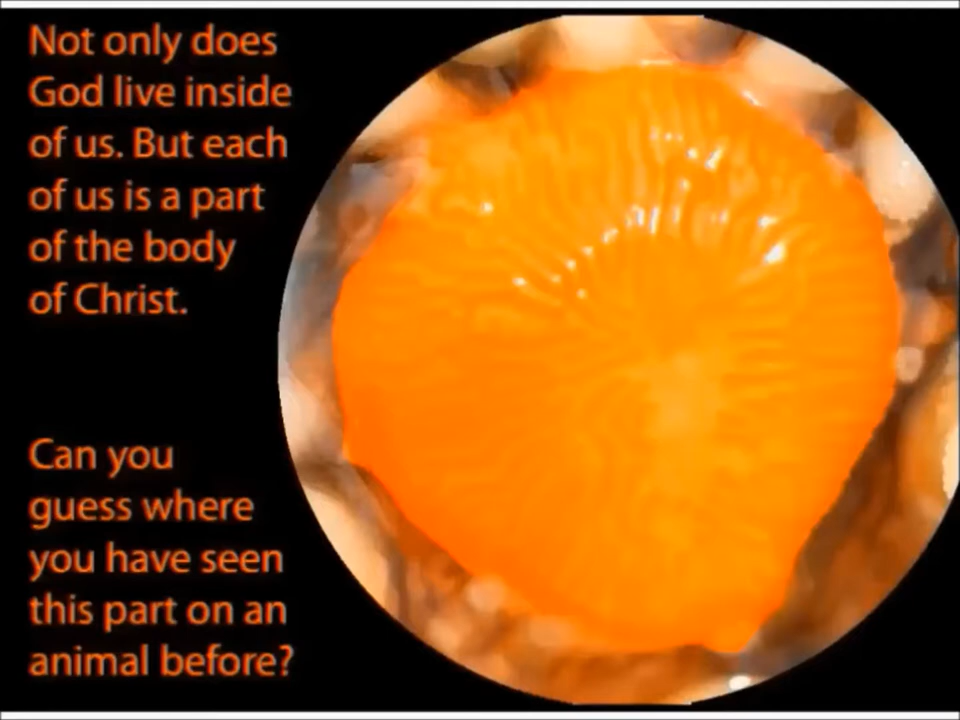 Not only does
God live inside
of us. But each
of us is a part
of the body
of Christ.
Can you
guess where
you have seen
this part on an
animal before?